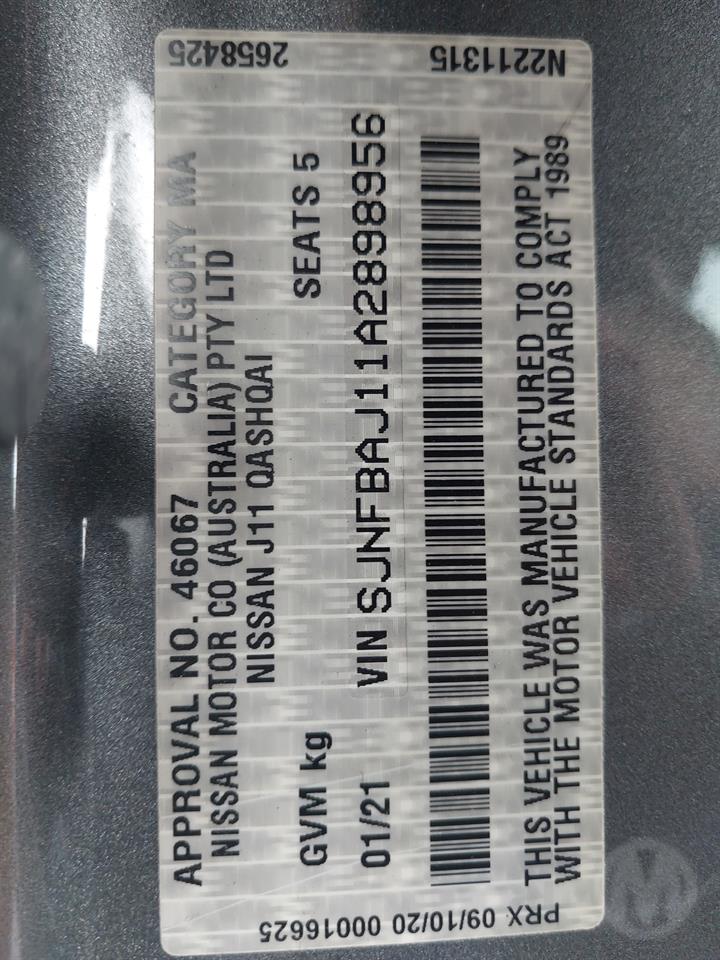 APPROVAL NO. 46067 CATEGORY MA
NISSAN MOTOR CO (AUSTRALIA) PTY LTD
NISSAN J11 QASHQAI
GVM kg SEATS 5
01/21 VIN SJNFBAJ11A2898956
THIS VEHICLE WAS MANUFACTURED TO COMPLY
WITH THE MOTOR VEHICLE STANDARDS ACT 1989
2658425
N2211315
PRX 09/10/20 00016625
M